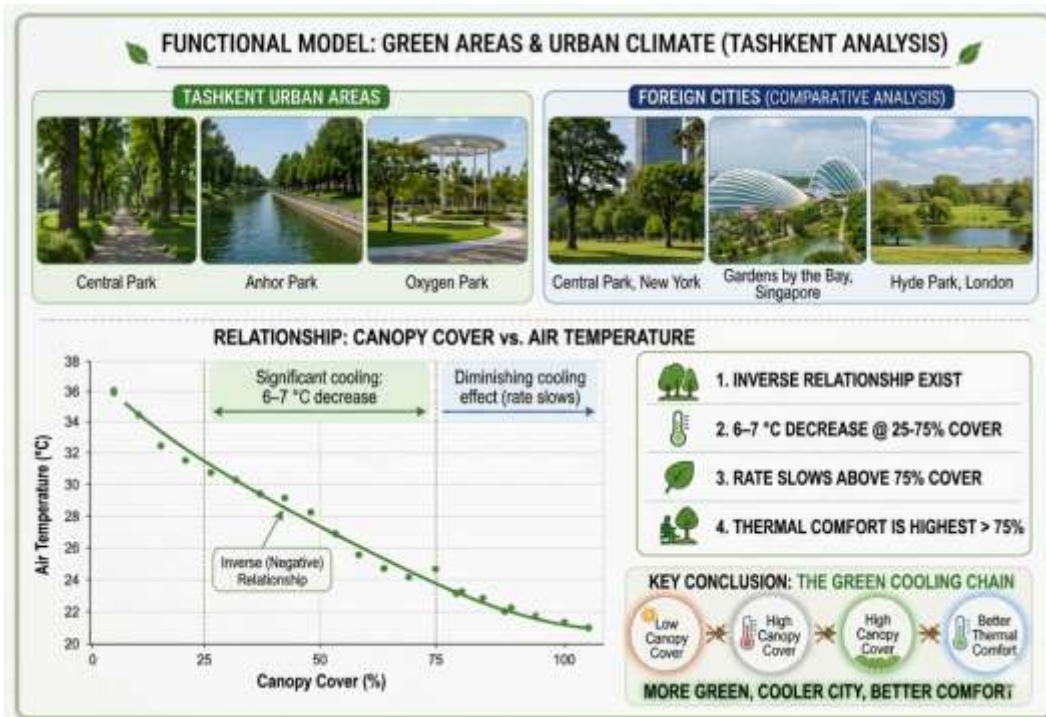 FUNCTIONAL MODEL: GREEN AREAS & URBAN CLIMATE (TASHKENT ANALYSIS)
TASHKENT URBAN AREAS
Central Park
Anhor Park
Oxygen Park
FOREIGN CITIES (COMPARATIVE ANALYSIS)
Central Park, New York
Gardens by the Bay,
Singapore
Hyde Park, London
RELATIONSHIP: CANOPY COVER vs. AIR TEMPERATURE
Air Temperature (°C)
38
36
34
32
30
28
26
24
22
20
Significant cooling:
6–7 °C decrease
Diminishing cooling
effect (rate slows)
Inverse (Negative)
Relationship
0
25
50
75
100
Canopy Cover (%)
1. INVERSE RELATIONSHIP EXIST
2. 6–7 °C DECREASE @ 25-75% COVER
3. RATE SLOWS ABOVE 75% COVER
4. THERMAL COMFORT IS HIGHEST > 75%
KEY CONCLUSION: THE GREEN COOLING CHAIN
Low
Canopy
Cover
High
Canopy
Cover
High
Canopy
Cover
Better
Thermal
Comfort
MORE GREEN, COOLER CITY, BETTER COMFORT